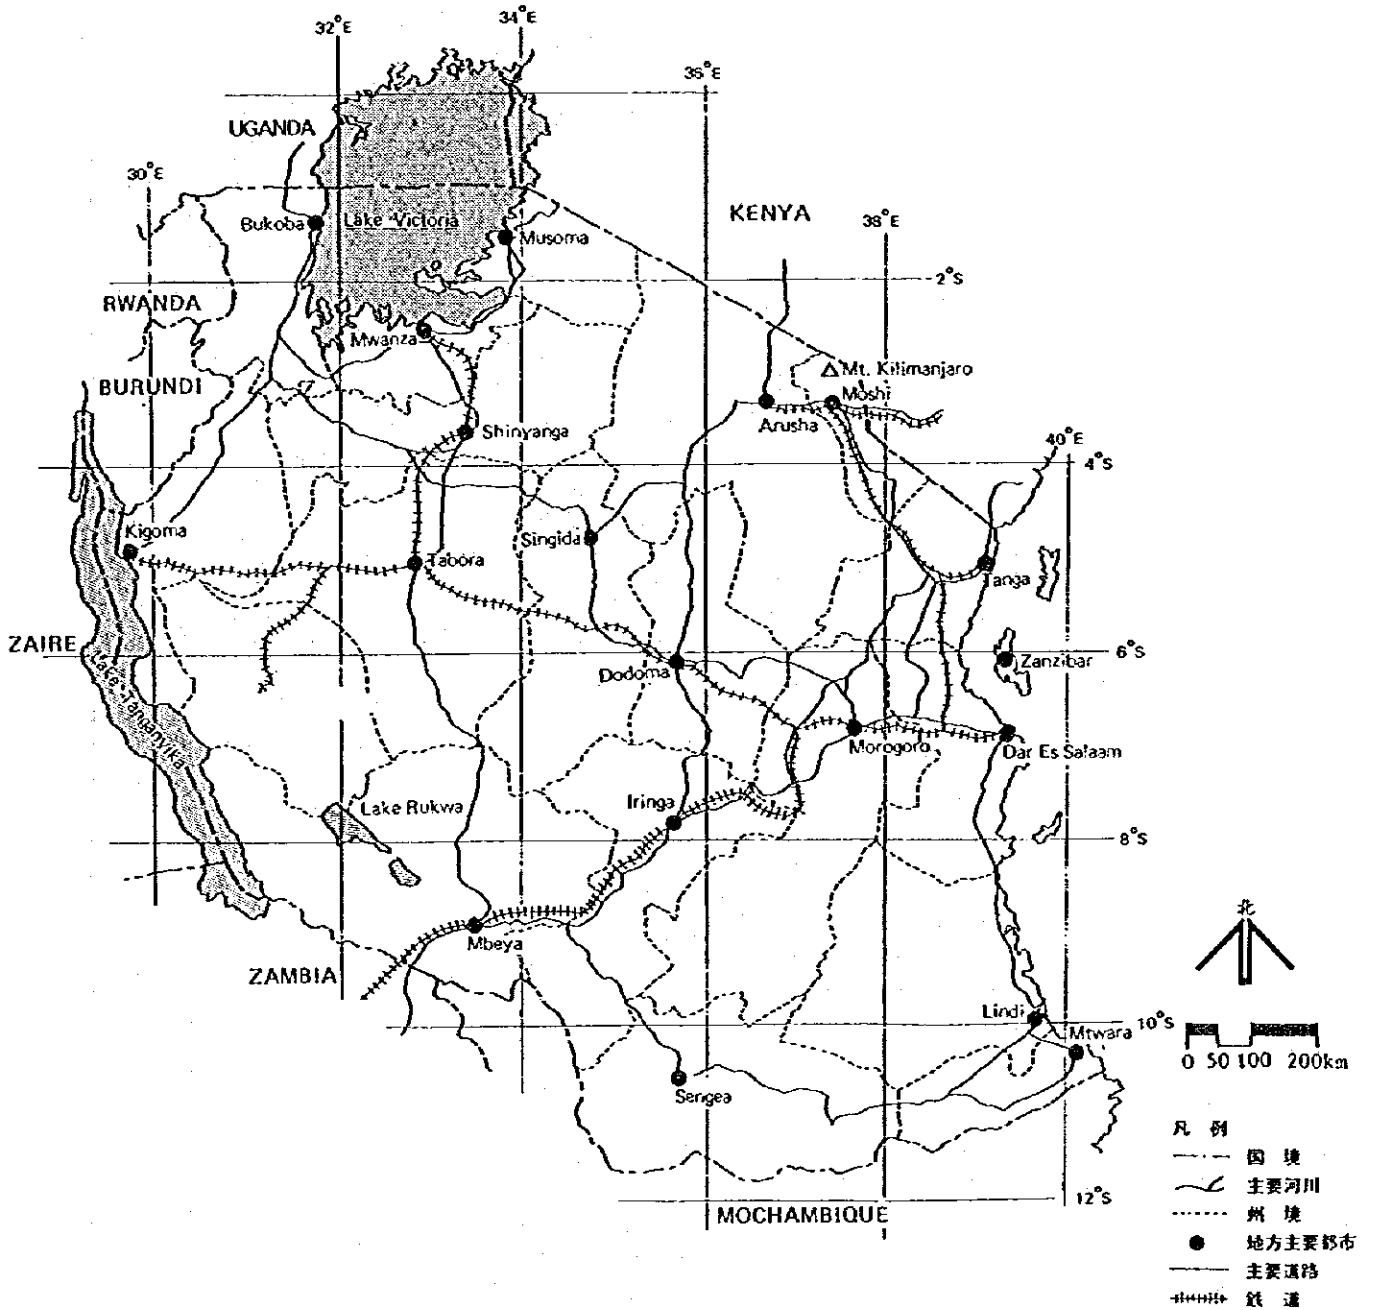 34°E
32°E
36°E
UGANDA
30°E
KENYA
38°E
Bukoba
Lake Victoria
Musoma
2°S
RWANDA
Mwanza
Mt. Kilimanjaro
BURUNDI
Moshi
Arusha
Shinyanga
40°E
4°S
Kigoma
Singida
Tabora
Tanga
ZAIRE
6°S
Zanzibar
Dodoma
Lake Tanganyika
Morogoro
Dar Es Salaam
Iringa
Lake Rukwa
8°S
北
Mbeya
ZAMBIA
Lindi
10°S
Mtwara
0 50 100 200km
Songea
凡例
国境
主要河川
12°S
州境
MOCHAMBIQUE
地方主要都市
主要道路
鉄道